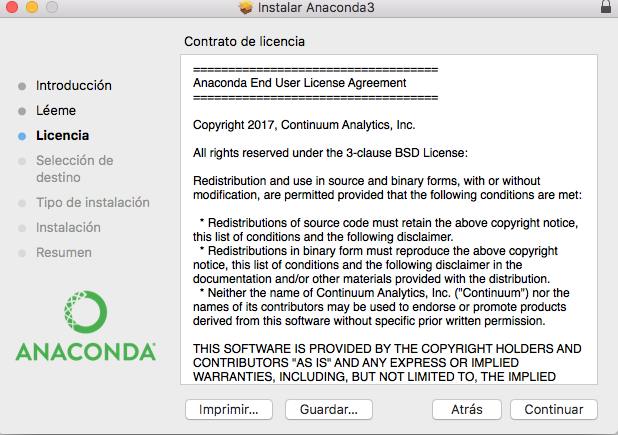 Instalar Anaconda3
Contrato de licencia
Introducción
Léeme
Licencia
Selección de
destino
Tipo de instalación
Instalación
Resumen
ANACONDA
===================================
Anaconda End User License Agreement
===================================
Copyright 2017, Continuum Analytics, Inc.
All rights reserved under the 3-clause BSD License:
Redistribution and use in source and binary forms, with or without
modification, are permitted provided that the following conditions are met:
* Redistributions of source code must retain the above copyright notice,
this list of conditions and the following disclaimer.
* Redistributions in binary form must reproduce the above copyright
notice, this list of conditions and the following disclaimer in the
documentation and/or other materials provided with the distribution.
* Neither the name of Continuum Analytics, Inc. ("Continuum") nor the
names of its contributors may be used to endorse or promote products
derived from this software without specific prior written permission.
THIS SOFTWARE IS PROVIDED BY THE COPYRIGHT HOLDERS AND
CONTRIBUTORS "AS IS" AND ANY EXPRESS OR IMPLIED
WARRANTIES, INCLUDING, BUT NOT LIMITED TO, THE IMPLIED
Imprimir... Guardar... Atrás Continuar